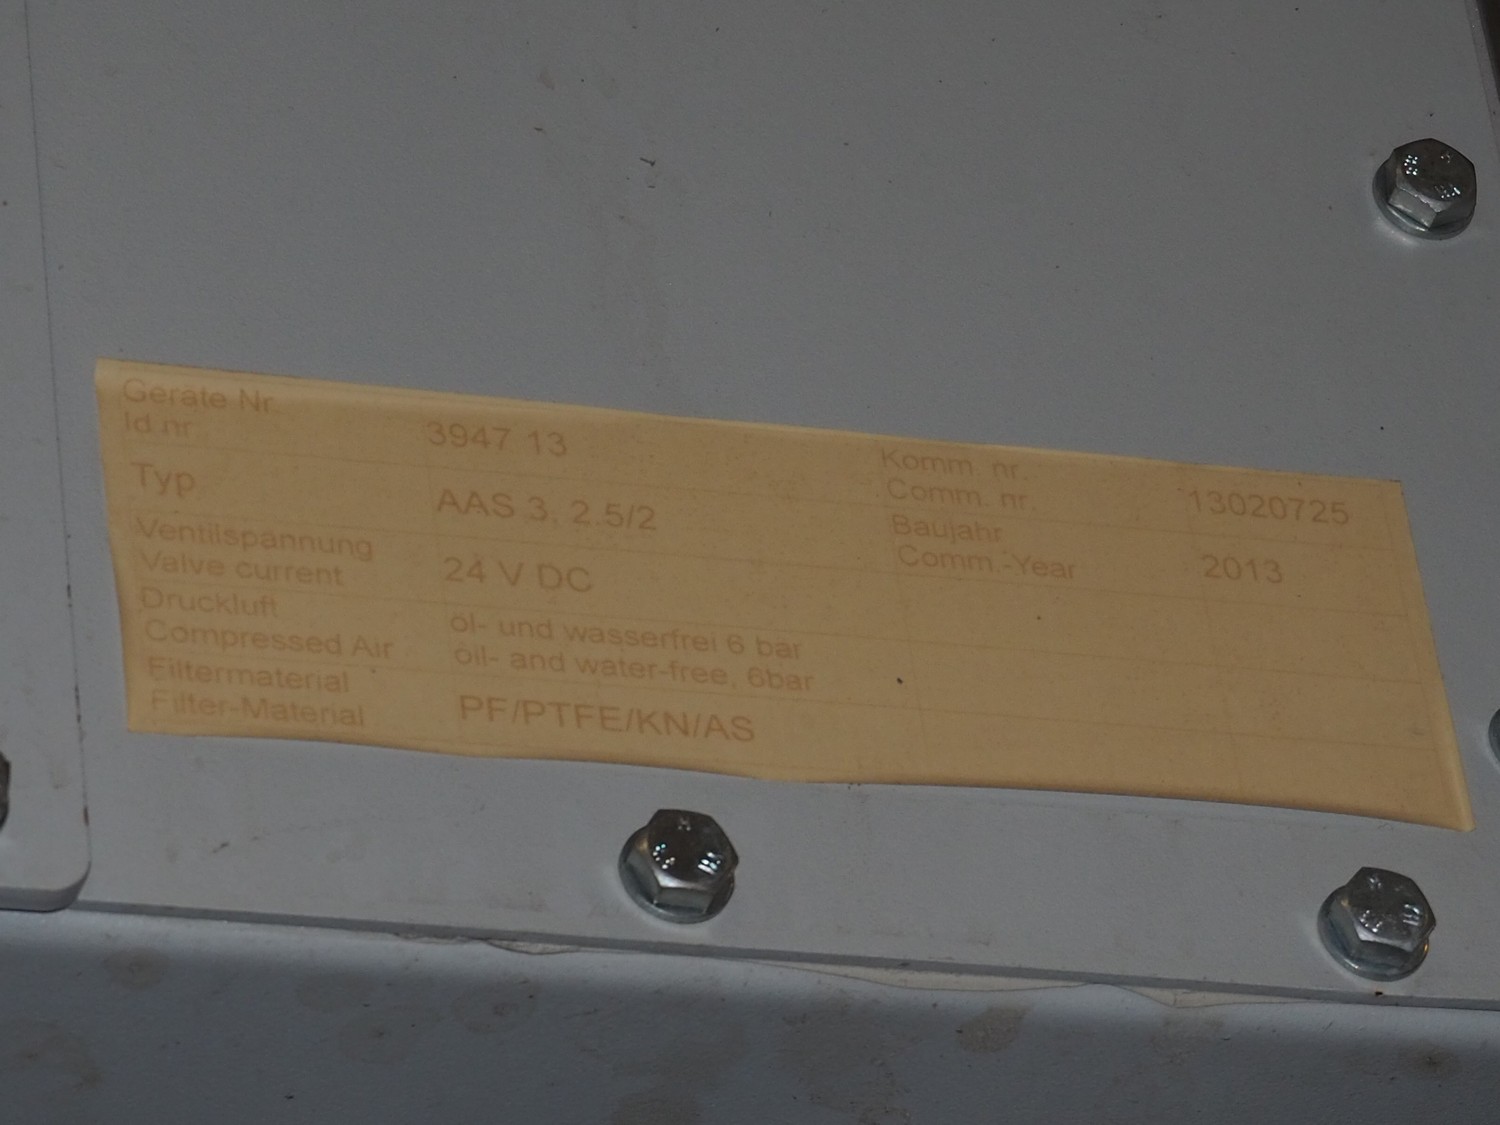 Geräte Nr.
Id.nr
3947 13
Komm. nr.
Comm. nr.
13020725
Typ
AAS 3, 2.5/2
Baujahr
Comm.-Year
2013
Ventilspannung
Valve current
24 V DC
Druckluft
Compressed Air
öl- und wasserfrei 6 bar
oil- and water-free, 6bar
Filtermaterial
Filter-Material
PF/PTFE/KN/AS